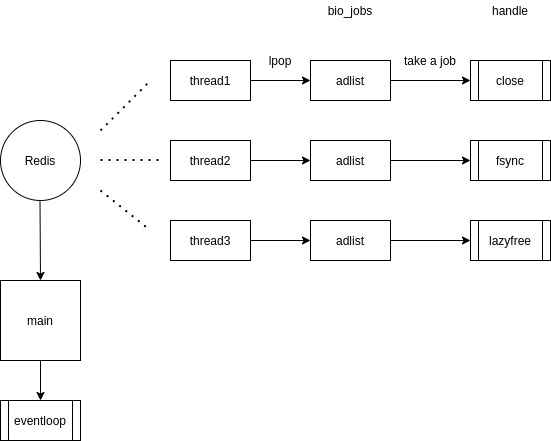 bio_jobs
handle
lpop
take a job
thread1
adlist
close
Redis
thread2
adlist
fsync
thread3
adlist
lazyfree
main
eventloop